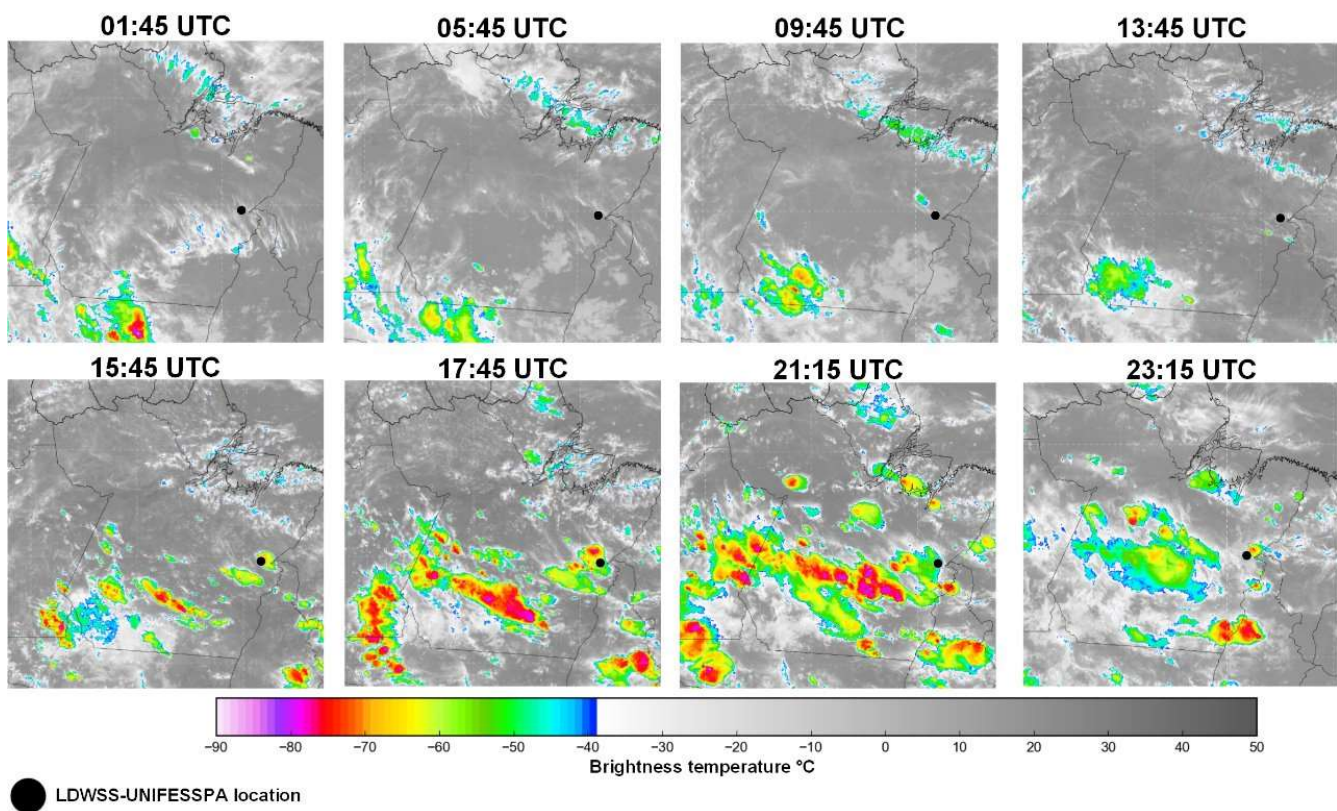 01:45 UTC
05:45 UTC
09:45 UTC
13:45 UTC
15:45 UTC
17:45 UTC
21:15 UTC
23:15 UTC
−90 −80 −70 −60 −50 −40 −30 −20 −10 0 10 20 30 40 50
Brightness temperature °C
LDWSS-UNIFESSPA location